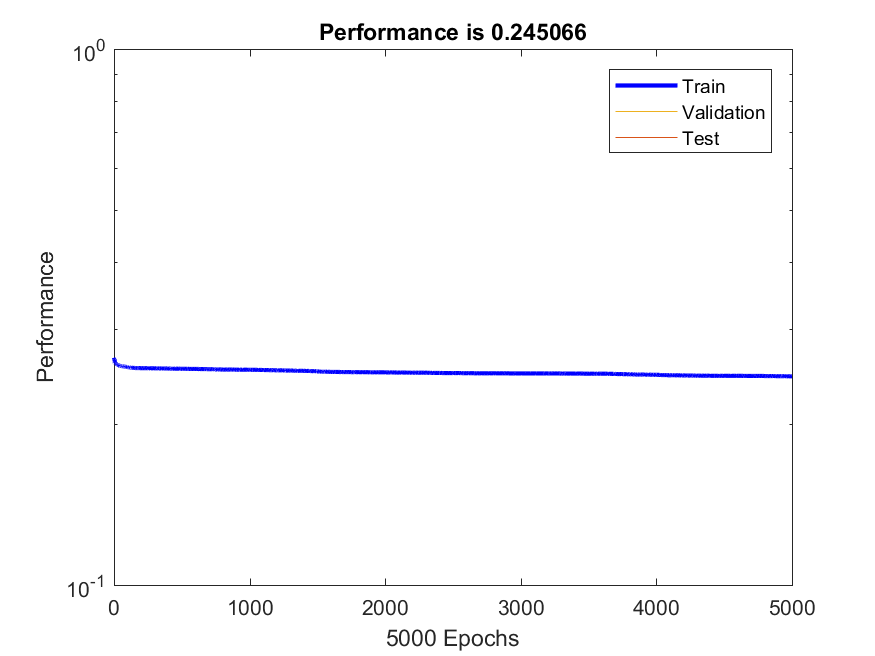 Performance is 0.245066
10^0
Train
Validation
Test
Performance
10^-1
0 1000 2000 3000 4000 5000
5000 Epochs